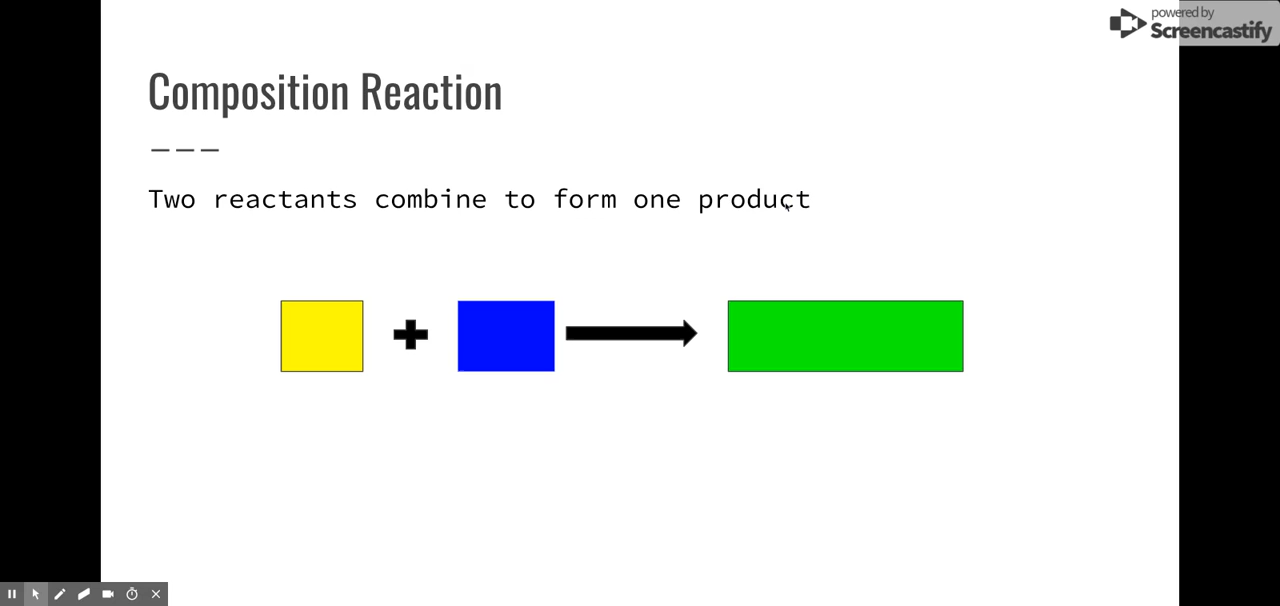 powered by
Screencastify
Composition Reaction
Two reactants combine to form one product